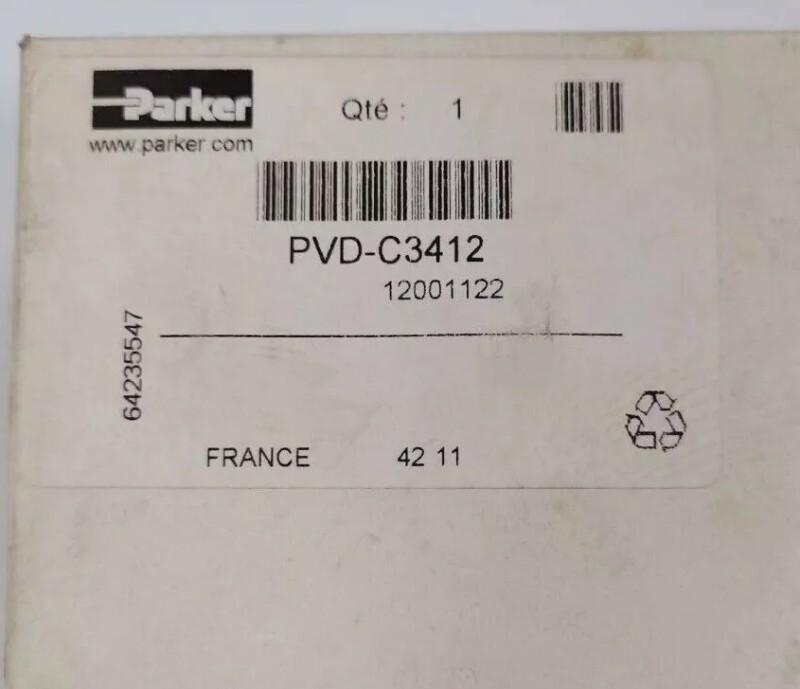 Parker
Qté : 1
www.parker.com
PVD-C3412
12001122
64235547
FRANCE 42 11